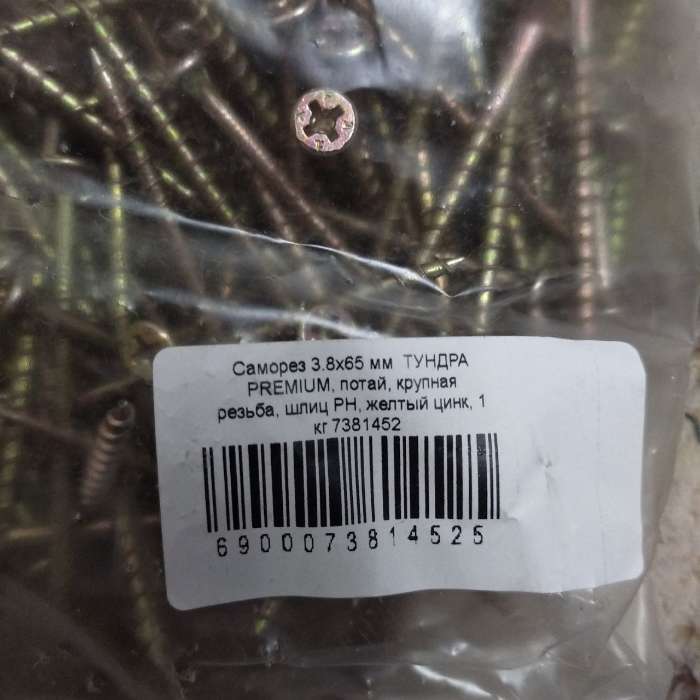 Саморез 3.8х65 мм ТУНДРА
PREMIUM, потай, крупная
резьба, шлиц PH, желтый цинк, 1
кг 7381452
6900073814525